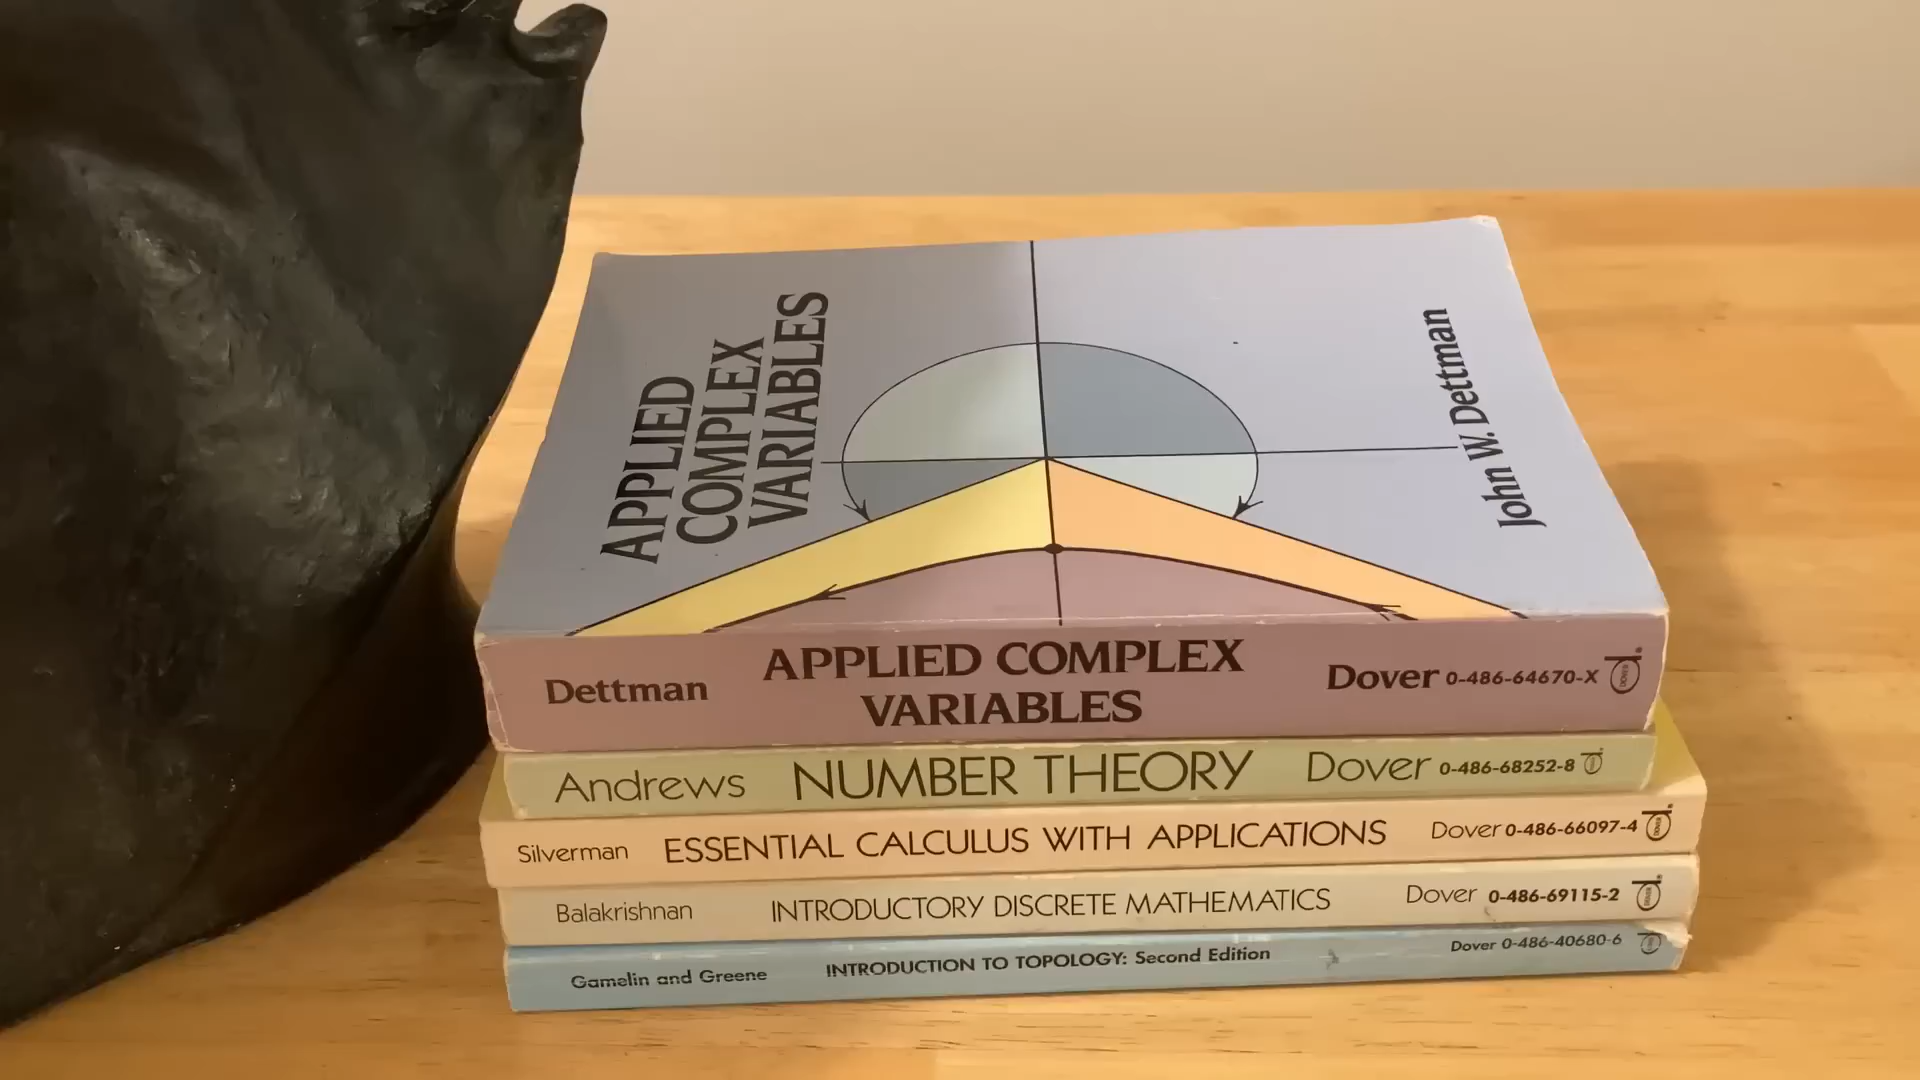 APPLIED
COMPLEX
VARIABLES
John W. Dettman
Dettman APPLIED COMPLEX VARIABLES Dover 0-486-64670-X
Andrews NUMBER THEORY Dover 0-486-68252-8
Silverman ESSENTIAL CALCULUS WITH APPLICATIONS Dover 0-486-66097-4
Balakrishnan INTRODUCTORY DISCRETE MATHEMATICS Dover 0-486-69115-2
Gamelin and Greene INTRODUCTION TO TOPOLOGY: Second Edition Dover 0-486-40680-6